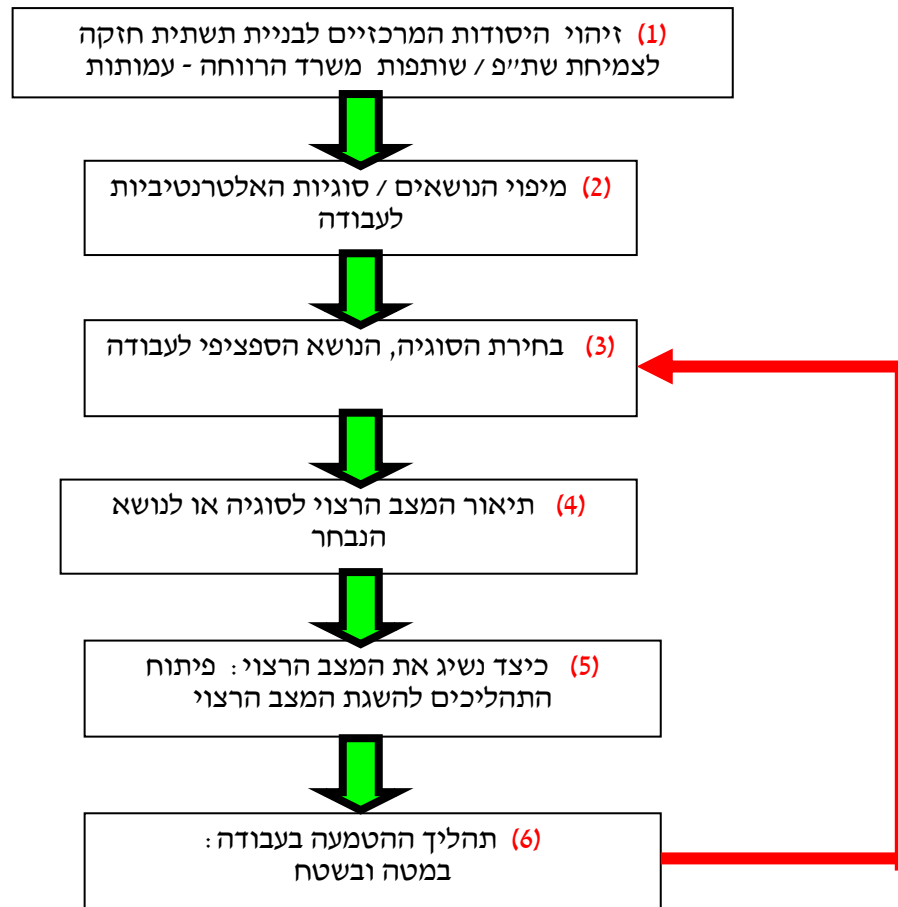 (1) זיהוי היסודות המרכזיים לבניית תשתית חזקה
לצמיחת שת״פ / שותפות משרד הרווחה - עמותות
(2) מיפוי הנושאים / סוגיות האלטרנטיביות
לעבודה
(3) בחירת הסוגיה, הנושא הספציפי לעבודה
(4) תיאור המצב הרצוי לסוגיה או לנושא
הנבחר
(5) כיצד נשיג את המצב הרצוי: פיתוח
התהליכים להשגת המצב הרצוי
(6) תהליך ההטמעה בעבודה:
במטה ובשטח